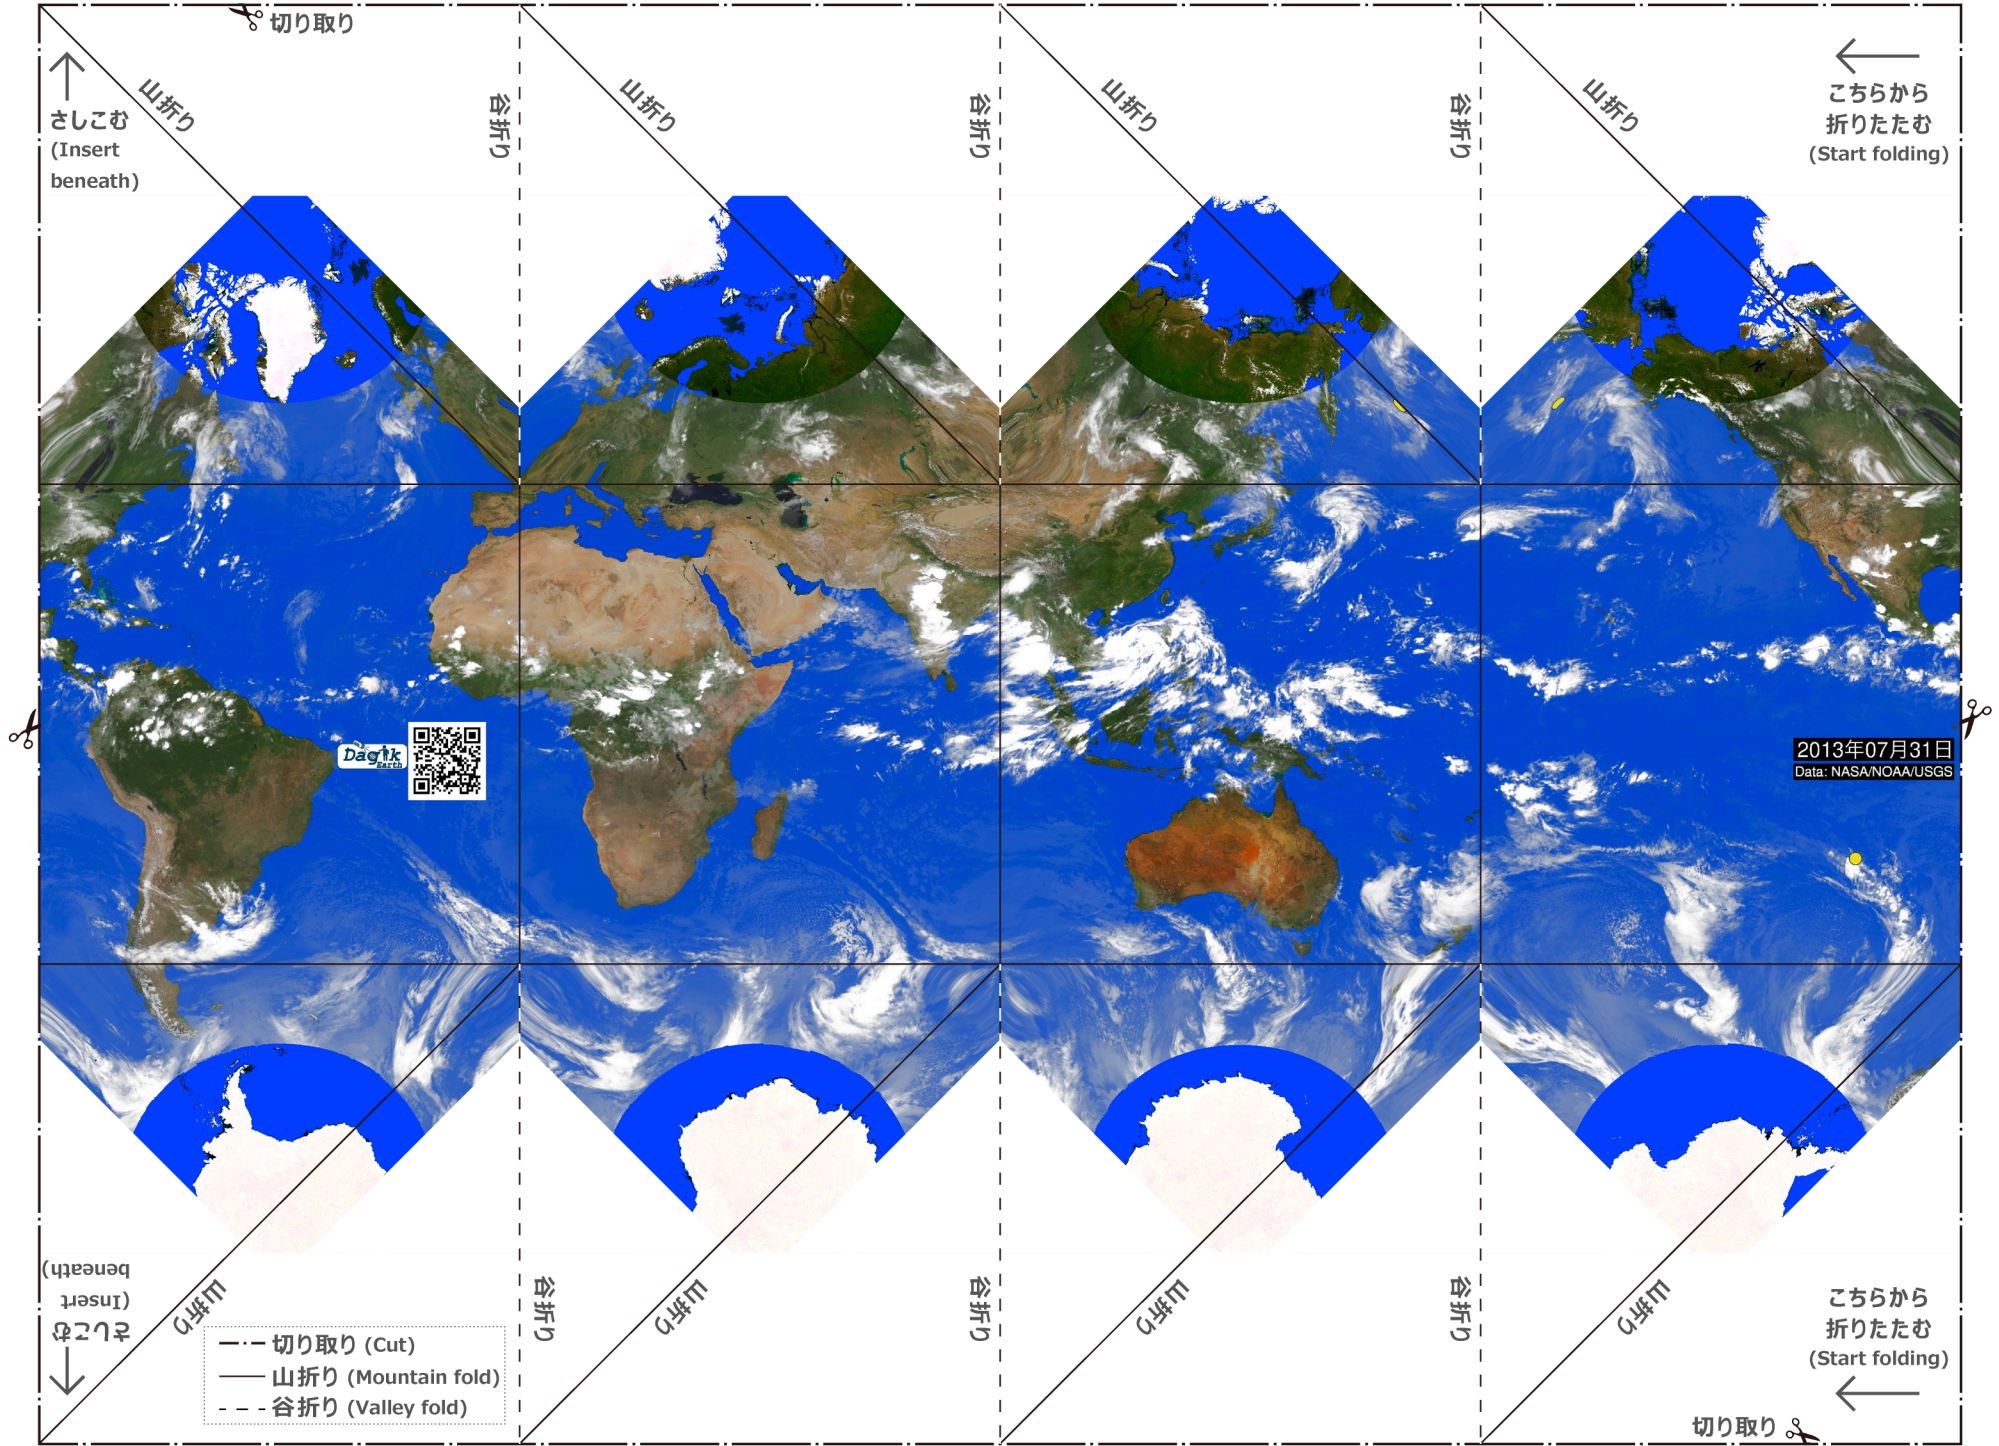 切り取り
さしこむ
(Insert
beneath)
山折り
谷折り
山折り
谷折り
山折り
谷折り
山折り
こちらから
折りたたむ
(Start folding)
Dagik
Earth
2013年07月31日
Data: NASA/NOAA/USGS
さしこむ
(Insert
beneath)
山折り
谷折り
山折り
谷折り
山折り
谷折り
山折り
こちらから
折りたたむ
(Start folding)
切り取り (Cut)
山折り (Mountain fold)
谷折り (Valley fold)
切り取り